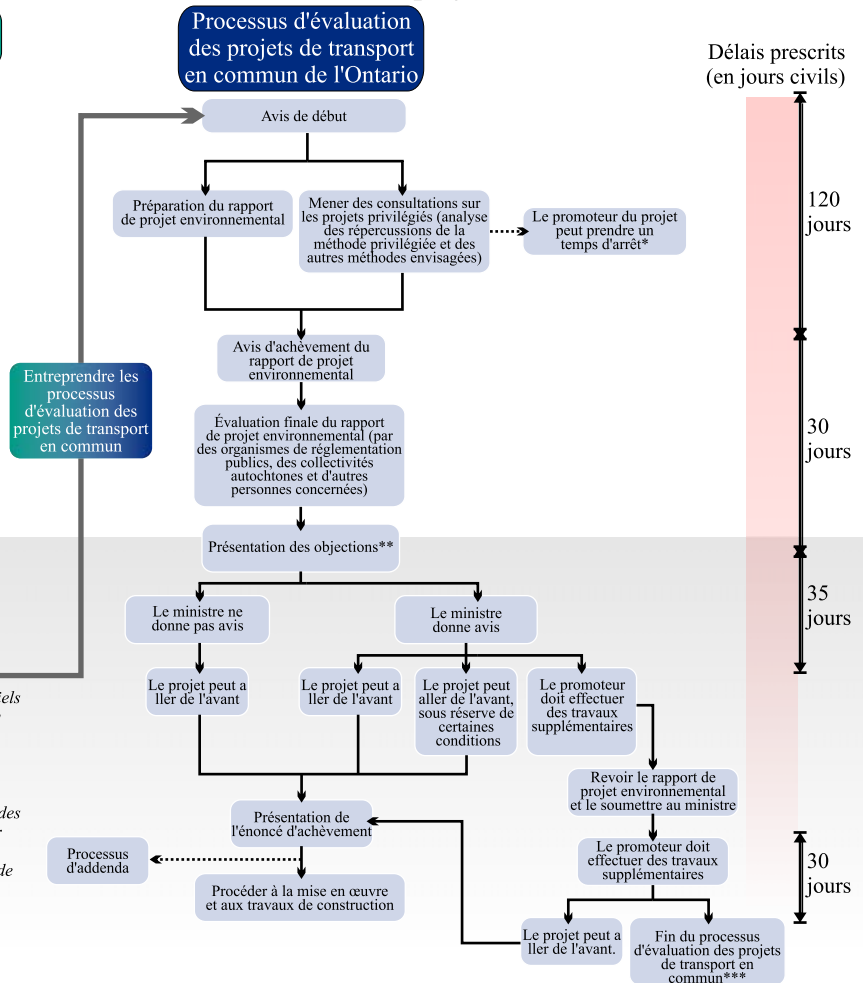 Processus d'évaluation
des projets de transport
en commun de l'Ontario
Délais prescrits
(en jours civils)
Avis de début
120
jours
Préparation du rapport
de projet environnemental
Mener des consultations sur
les projets privilégiés (analyse
des répercussions de la
méthode privilégiée et des
autres méthodes envisagées)
Le promoteur du projet
peut prendre un
temps d'arrêt*
Avis d'achèvement du
rapport de projet
environnemental
Entreprendre les
processus
d'évaluation des
projets de transport
en commun
Évaluation finale du rapport
de projet environnemental (par
des organismes de réglementation
publics, des collectivités
autochtones et d'autres
personnes concernées)
30
jours
Présentation des objections**
35
jours
Le ministre ne
donne pas avis
Le ministre
donne avis
Le projet peut a
ller de l'avant
Le projet peut a
ller de l'avant
Le projet peut
aller de l'avant,
sous réserve de
certaines
conditions
Le promoteur
doit effectuer
des travaux
supplémentaires
iels
Revoir le rapport de
projet environnemental
et le soumettre au ministre
des
de
Présentation de
l'énoncé d'achèvement
Processus
d'addenda
Le promoteur doit
effectuer des travaux
supplémentaires
30
jours
Procéder à la mise en œuvre
et aux travaux de construction
Le projet peut a
ller de l'avant.
Fin du processus
d'évaluation des projets
de transport en
commun***